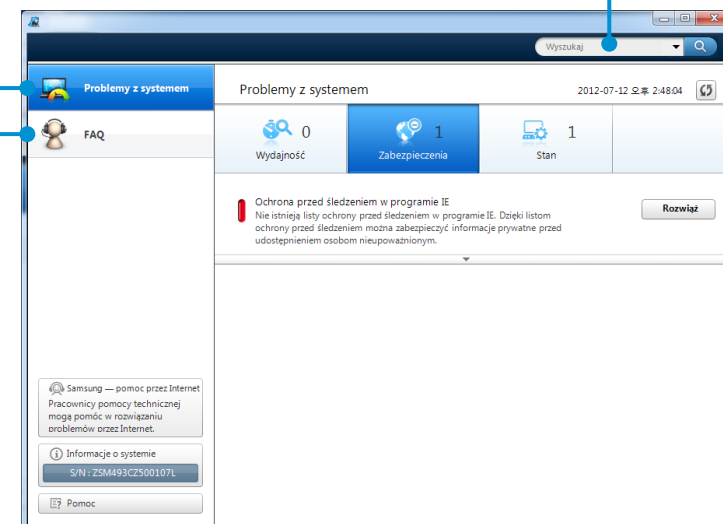 Wyszukaj
Problemy z systemem
FAQ
Problemy z systemem
2012-07-12 오후 2:48:04
0
Wydajność
1
Zabezpieczenia
1
Stan
Ochrona przed śledzeniem w programie IE
Nie istnieją listy ochrony przed śledzeniem w programie IE. Dzięki listom
ochrony przed śledzeniem można zabezpieczyć informacje prywatne przed
udostępnieniem osobom nieupoważnionym.
Rozwiąż
Samsung — pomoc przez Internet
Pracownicy pomocy technicznej
mogą pomóc w rozwiązaniu
problemów przez Internet.
Informacje o systemie
S/N : ZSM493CZ500107L
Pomoc